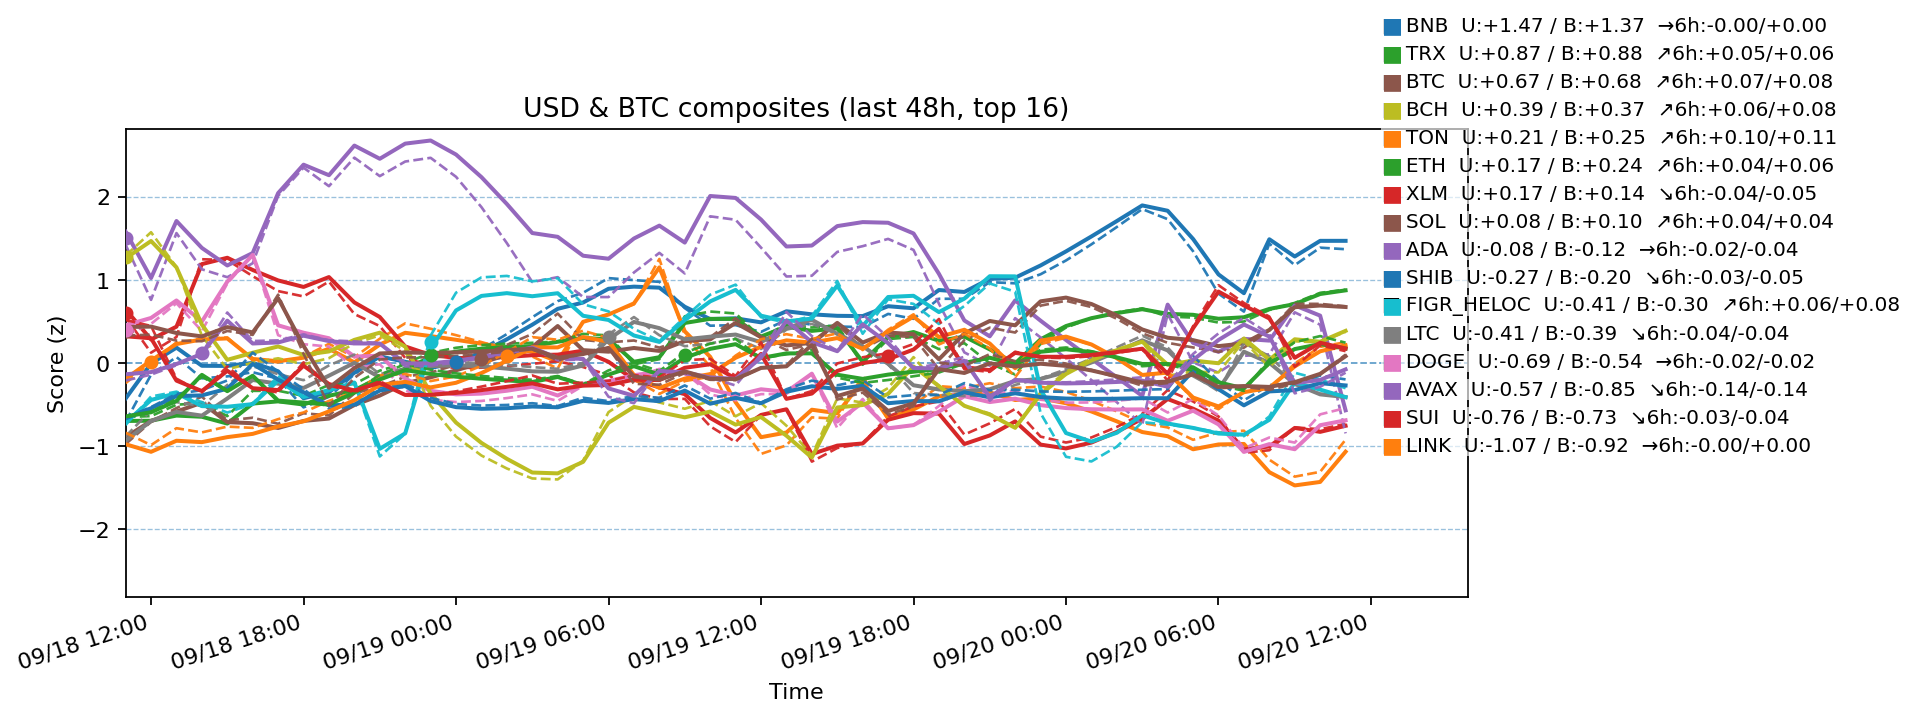 BNB U:+1.47 / B:+1.37 →6h:-0.00/+0.00
TRX U:+0.87 / B:+0.88 ↗6h:+0.05/+0.06
BTC U:+0.67 / B:+0.68 ↗6h:+0.07/+0.08
BCH U:+0.39 / B:+0.37 ↗6h:+0.06/+0.08
TON U:+0.21 / B:+0.25 ↗6h:+0.10/+0.11
ETH U:+0.17 / B:+0.24 ↗6h:+0.04/+0.06
XLM U:+0.17 / B:+0.14 ↘6h:-0.04/-0.05
SOL U:+0.08 / B:+0.10 ↗6h:+0.04/+0.04
ADA U:-0.08 / B:-0.12 →6h:-0.02/-0.04
SHIB U:-0.27 / B:-0.20 ↘6h:-0.03/-0.05
FIGR_HELOC U:-0.41 / B:-0.30 ↗6h:+0.06/+0.08
LTC U:-0.41 / B:-0.39 ↘6h:-0.04/-0.04
DOGE U:-0.69 / B:-0.54 →6h:-0.02/-0.02
AVAX U:-0.57 / B:-0.85 ↘6h:-0.14/-0.14
SUI U:-0.76 / B:-0.73 ↘6h:-0.03/-0.04
LINK U:-1.07 / B:-0.92 →6h:-0.00/+0.00
USD & BTC composites (last 48h, top 16)
Score (z)
2
1
0
−1
−2
09/18 12:00
09/18 18:00
09/19 00:00
09/19 06:00
09/19 12:00
09/19 18:00
09/20 00:00
09/20 06:00
09/20 12:00
Time